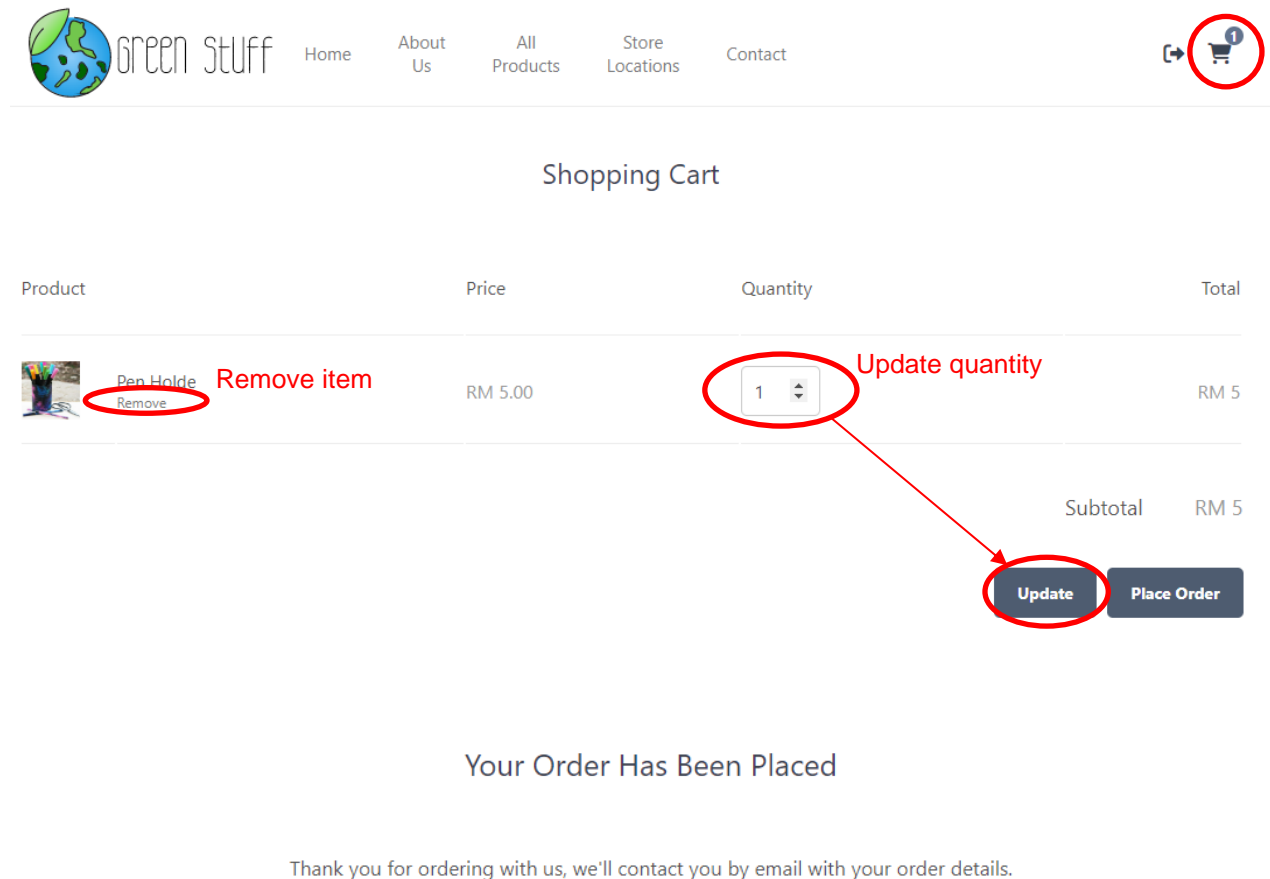 Green Stuff
Home
About
Us
All
Products
Store
Locations
Contact
1
Shopping Cart
Product Price Quantity Total
Pen Holde
Remove
Remove item
RM 5.00
1
Update quantity
RM 5
Subtotal RM 5
Update Place Order
Your Order Has Been Placed
Thank you for ordering with us, we'll contact you by email with your order details.